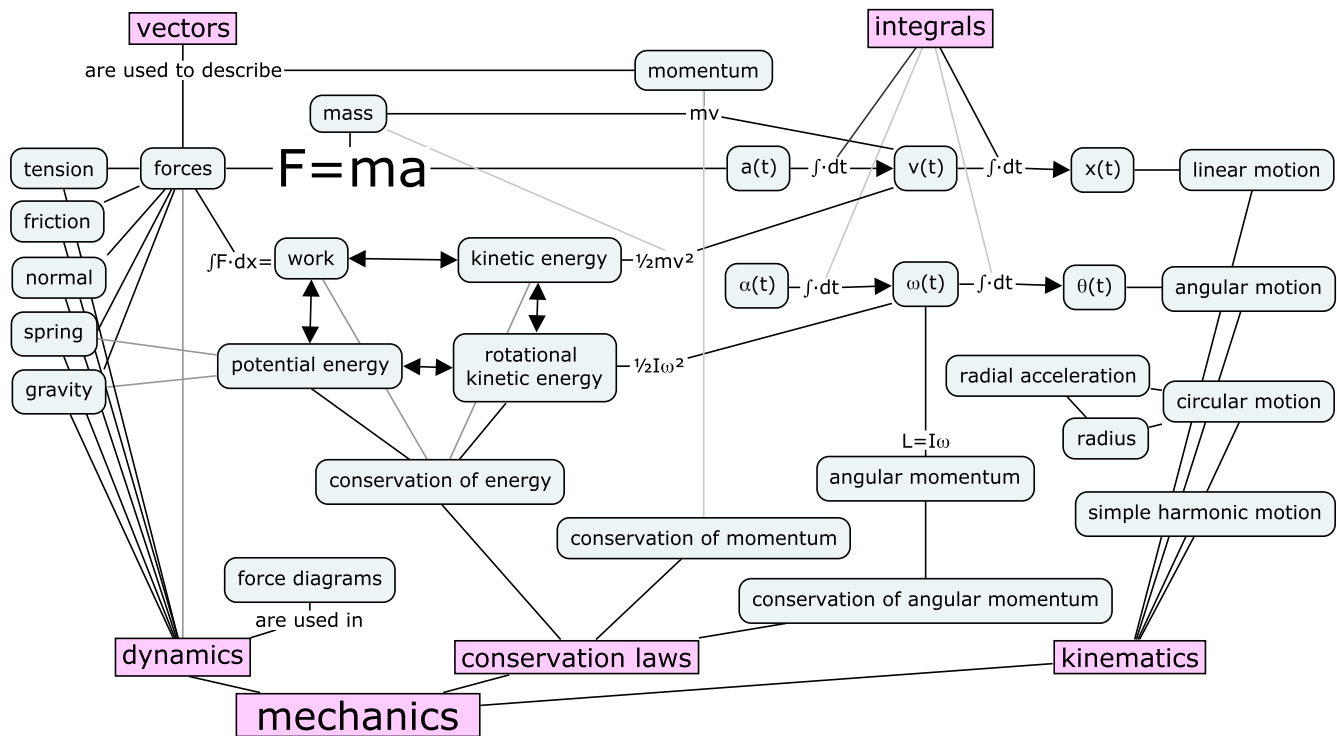 vectors
integrals
are used to describe
momentum
mass
mv
tension
forces
F=ma
a(t)
∫·dt
v(t)
∫·dt
x(t)
linear motion
friction
∫F·dx=
work
kinetic energy
½mv²
normal
α(t)
∫·dt
ω(t)
∫·dt
θ(t)
angular motion
spring
potential energy
rotational
kinetic energy
½Iω²
gravity
radial acceleration
circular motion
radius
L=Iω
conservation of energy
angular momentum
simple harmonic motion
conservation of momentum
force diagrams
conservation of angular momentum
are used in
dynamics
conservation laws
kinematics
mechanics